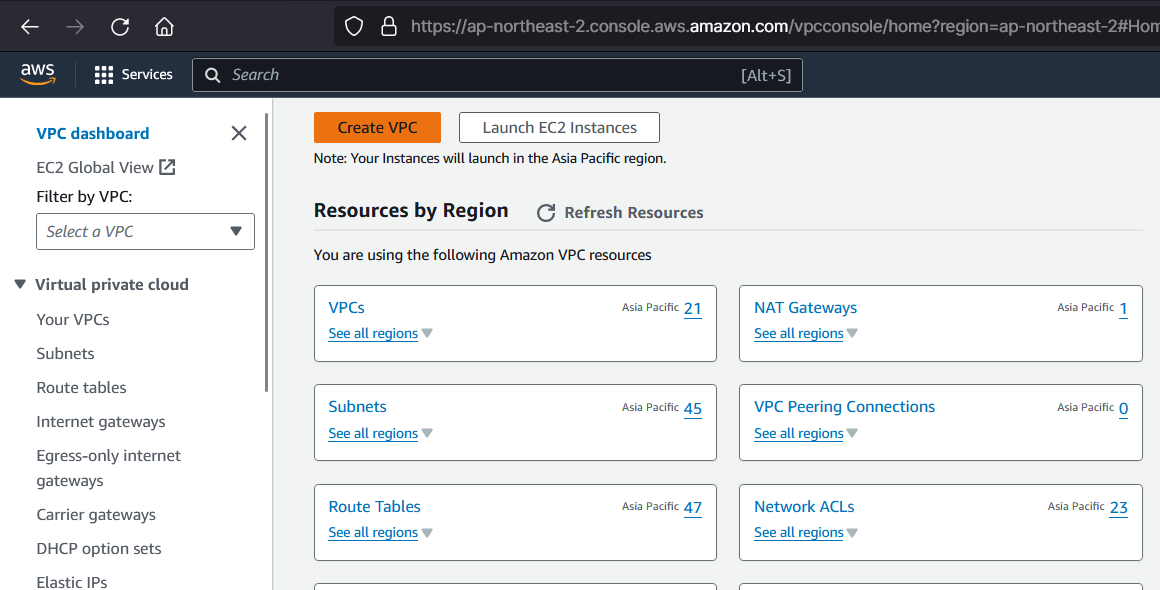 https://ap-northeast-2.console.aws.amazon.com/vpcconsole/home?region=ap-northeast-2#Hom
aws
Services
Search
[Alt+S]
VPC dashboard
EC2 Global View
Filter by VPC:
Select a VPC
Virtual private cloud
Your VPCs
Subnets
Route tables
Internet gateways
Egress-only internet
gateways
Carrier gateways
DHCP option sets
Elastic IPs
Create VPC
Launch EC2 Instances
Note: Your Instances will launch in the Asia Pacific region.
Resources by Region
Refresh Resources
You are using the following Amazon VPC resources
VPCs
Asia Pacific 21
See all regions
NAT Gateways
Asia Pacific 1
See all regions
Subnets
Asia Pacific 45
See all regions
VPC Peering Connections
Asia Pacific 0
See all regions
Route Tables
Asia Pacific 47
See all regions
Network ACLs
Asia Pacific 23
See all regions